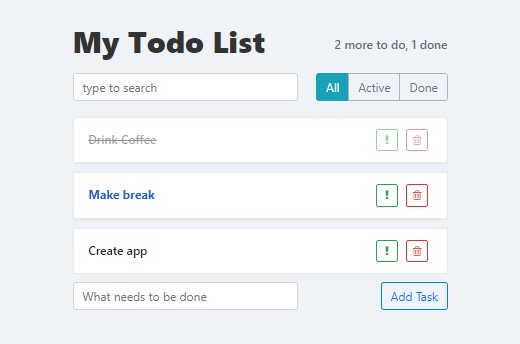 My Todo List
2 more to do, 1 done
type to search
All Active Done
Drink Coffee
Make break
Create app
What needs to be done
Add Task